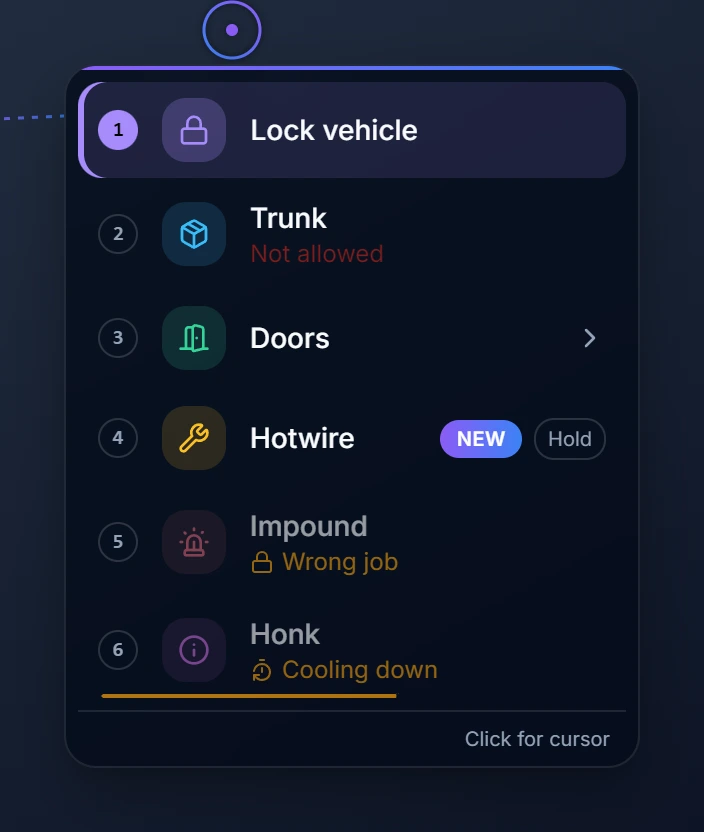 1 Lock vehicle
2 Trunk
Not allowed
3 Doors
4 Hotwire NEW Hold
5 Impound
Wrong job
6 Honk
Cooling down
Click for cursor